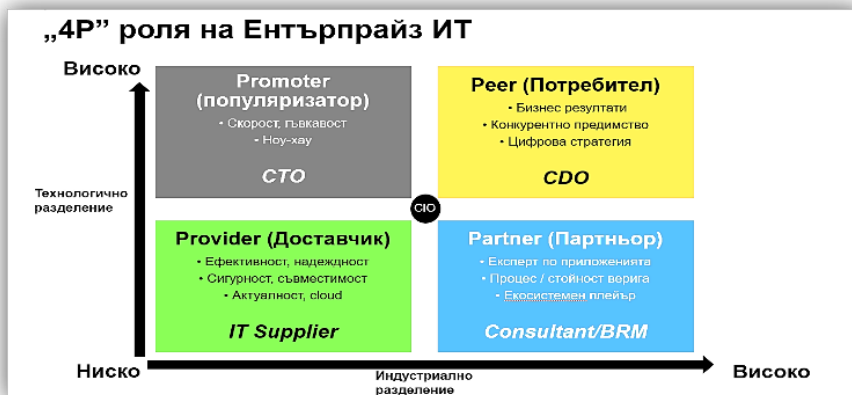 „4P” роля на Ентърпрайз ИТ
Високо
Promoter
(популяризатор)
• Скорост, гъвкавост
• Ноу-хау
CTO
Peer (Потребител)
• Бизнес резултати
• Конкурентно предимство
• Цифрова стратегия
CDO
Технологично
разделение
CIO
Provider (Доставчик)
• Ефективност, надеждност
• Сигурност, съвместимост
• Актуалност, cloud
IT Supplier
Partner (Партньор)
• Експерт по приложенията
• Процес / стойност верига
• Екосистемен плейър
Consultant/BRM
Ниско
Индустриално
разделение
Високо